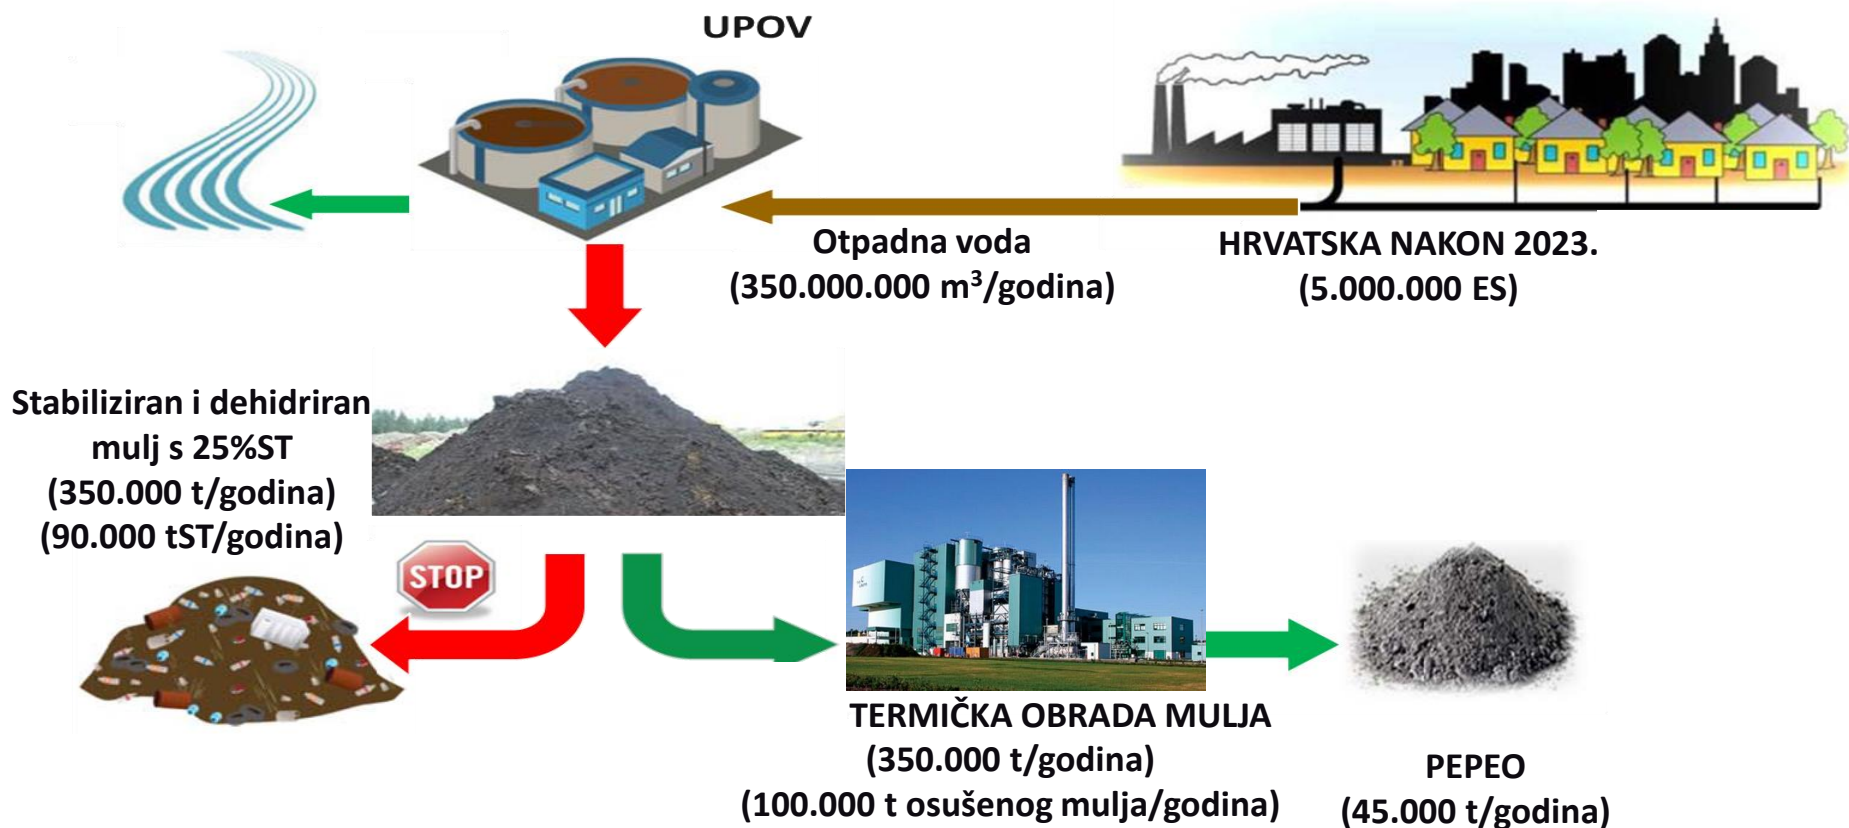 UPOV
Otpadna voda
(350.000.000 m³/godina)
HRVATSKA NAKON 2023.
(5.000.000 ES)
Stabiliziran i dehidriran
mulj s 25%ST
(350.000 t/godina)
(90.000 tST/godina)
STOP
TERMIČKA OBRADA MULJA
(350.000 t/godina)
(100.000 t osušenog mulja/godina)
PEPEO
(45.000 t/godina)